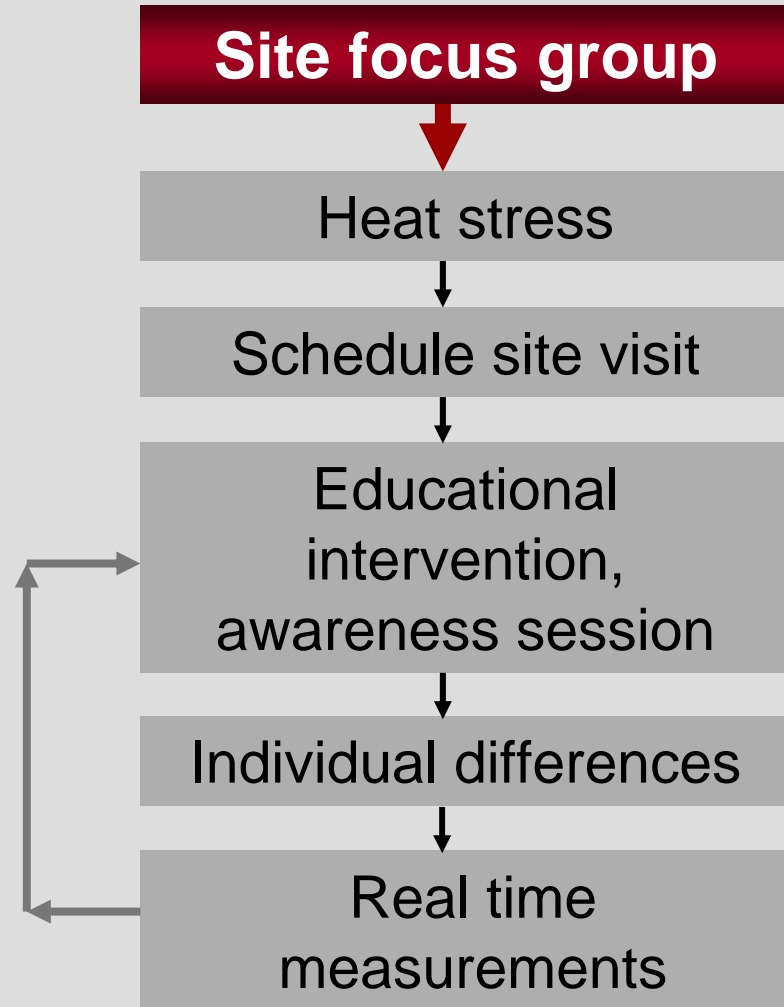 Site focus group
Heat stress
Schedule site visit
Educational
intervention,
awareness session
Individual differences
Real time
measurements